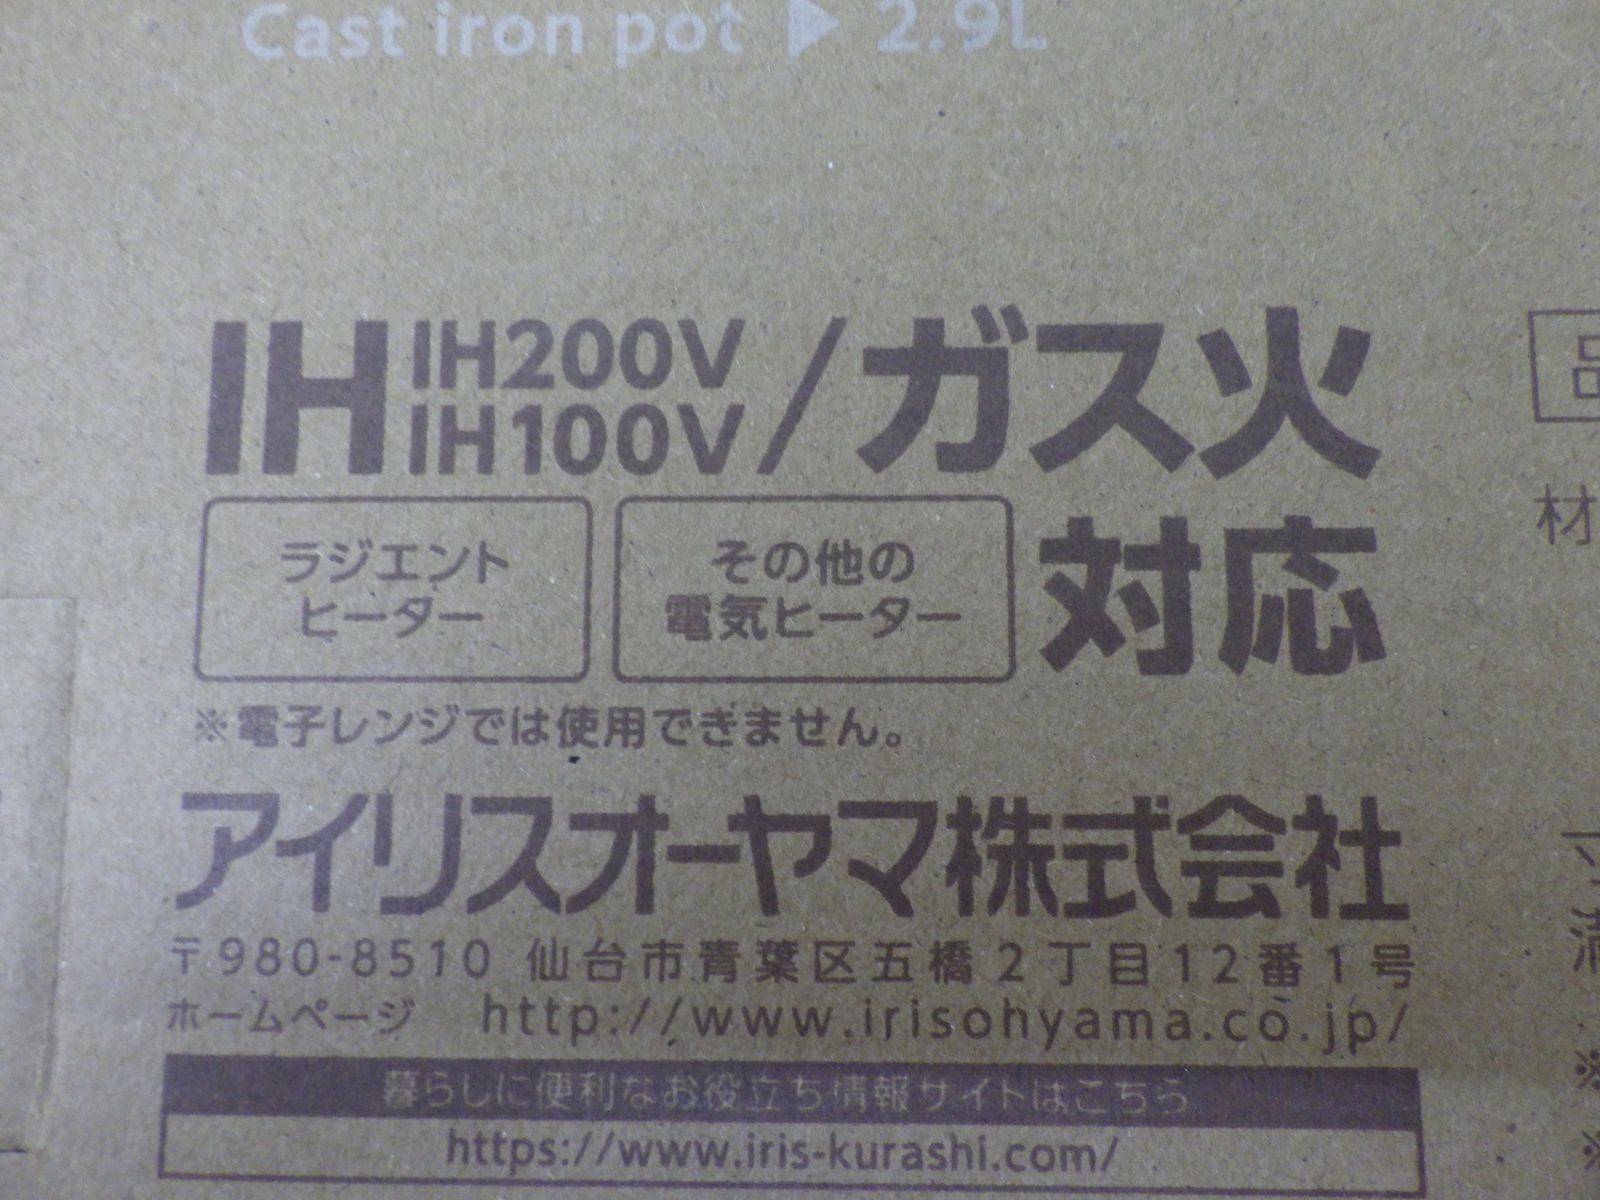 Cast iron pot ▶ 2.9L
IH IH200V IH100V /ガス火
ラジエント
ヒーター
その他の
電気ヒーター
対応
※電子レンジでは使用できません。
アイリスオーヤマ株式会社
〒980-8510 仙台市青葉区五橋2丁目12番1号
ホームページ http://www.irisohyama.co.jp/
暮らしに便利なお役立ち情報サイトはこちら
https://www.iris-kurashi.com/
材